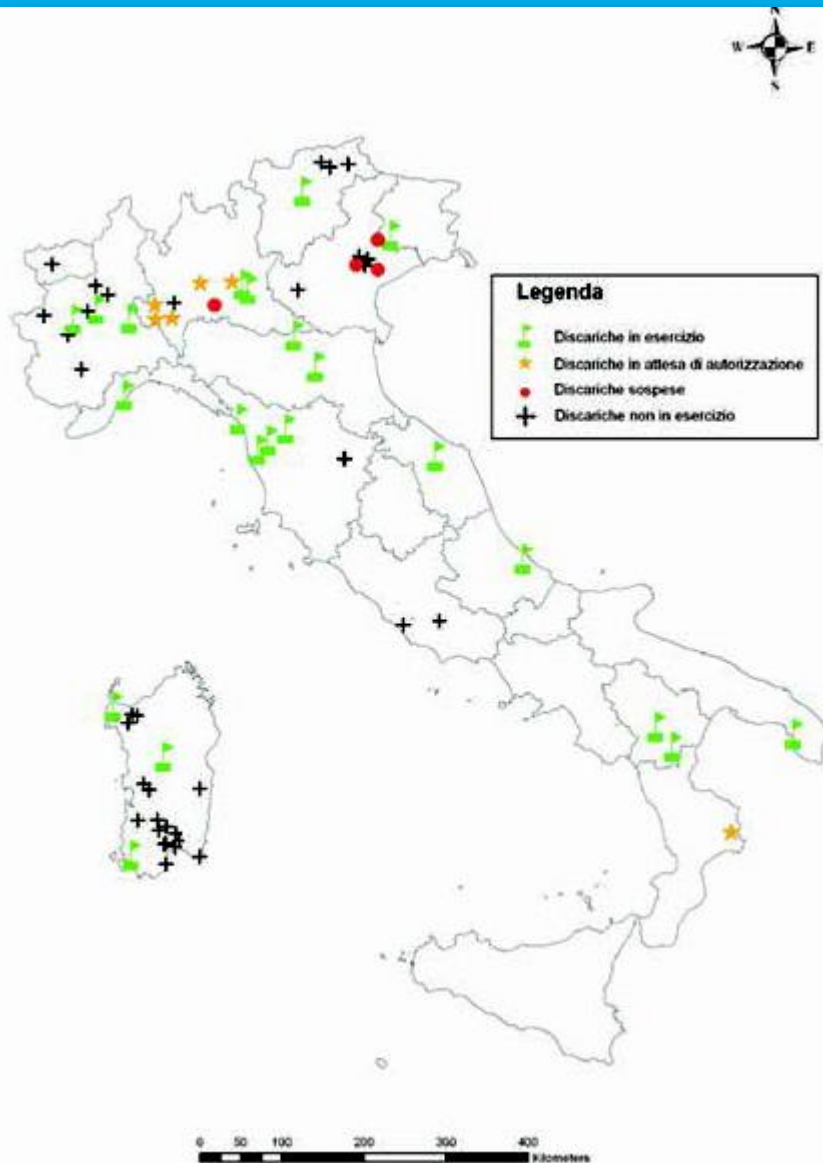 N
W E
S
Legenda
Discariche in esercizio
Discariche in attesa di autorizzazione
Discariche sospese
Discariche non in esercizio
0 50 100 200 300 400
Kilometers